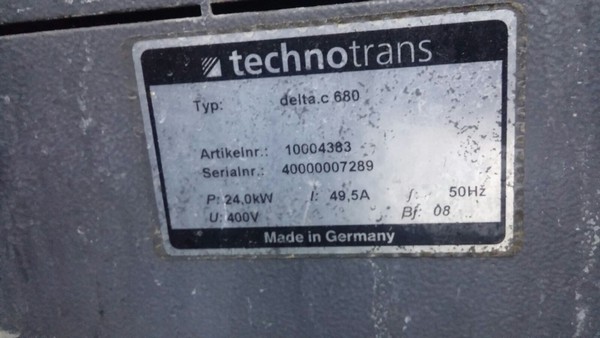 technotrans
Typ: delta.c 680
Artikelnr.: 10004383
Serialnr.: 40000007289
P: 24,0kW I: 49,5A f: 50Hz
U: 400V Bj: 08
Made in Germany